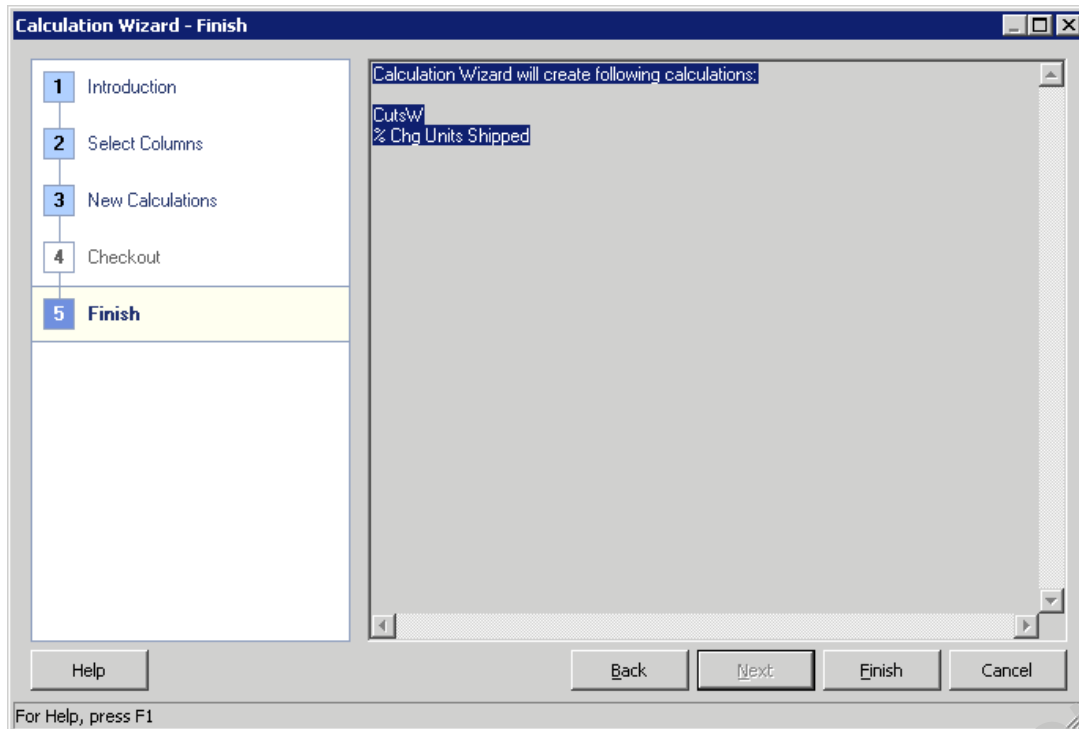 Calculation Wizard - Finish
1 Introduction
2 Select Columns
3 New Calculations
4 Checkout
5 Finish
Calculation Wizard will create following calculations:
CutsW
% Chg Units Shipped
Help
Back
Next
Finish
Cancel
For Help, press F1